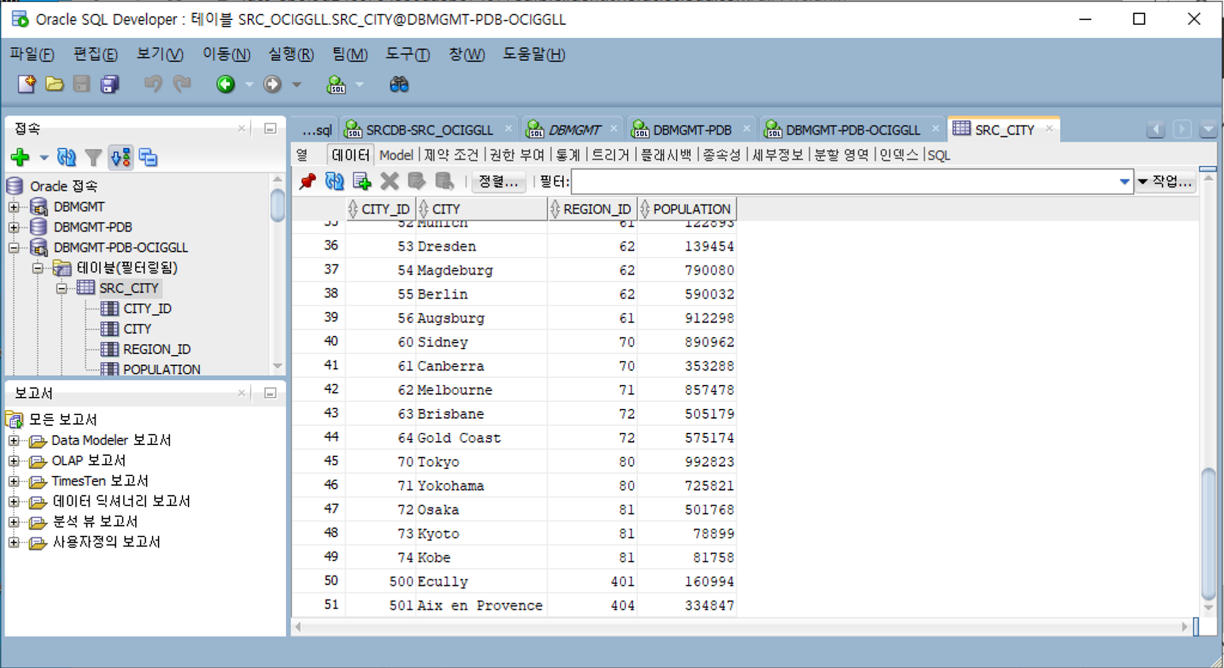 Oracle SQL Developer : 테이블 SRC_OCIGGLL.SRC_CITY@DBMGMT-PDB-OCIGGLL
파일(F) 편집(E) 보기(V) 이동(N) 실행(R) 팀(M) 도구(T) 창(W) 도움말(H)
접속
Oracle 접속
DBMGMT
DBMGMT-PDB
DBMGMT-PDB-OCIGGLL
테이블(필터링됨)
SRC_CITY
CITY_ID
CITY
REGION_ID
POPULATION
보고서
모든 보고서
Data Modeler 보고서
OLAP 보고서
TimesTen 보고서
데이터 딕셔너리 보고서
분석 뷰 보고서
사용자정의 보고서
...sql SRCDB-SRC_OCIGGLL DBMGMT DBMGMT-PDB DBMGMT-PDB-OCIGGLL SRC_CITY
열 데이터 Model 제약 조건 권한 부여 통계 트리거 플래시백 종속성 세부정보 분할 영역 인덱스 SQL
정렬... 필터: 작업...
CITY_ID CITY REGION_ID POPULATION
35 52 Munich 61 122893
36 53 Dresden 62 139454
37 54 Magdeburg 62 790080
38 55 Berlin 62 590032
39 56 Augsburg 61 912298
40 60 Sidney 70 890962
41 61 Canberra 70 353288
42 62 Melbourne 71 857478
43 63 Brisbane 72 505179
44 64 Gold Coast 72 575174
45 70 Tokyo 80 992823
46 71 Yokohama 80 725821
47 72 Osaka 81 501768
48 73 Kyoto 81 78899
49 74 Kobe 81 81758
50 500 Ecully 401 160994
51 501 Aix en Provence 404 334847